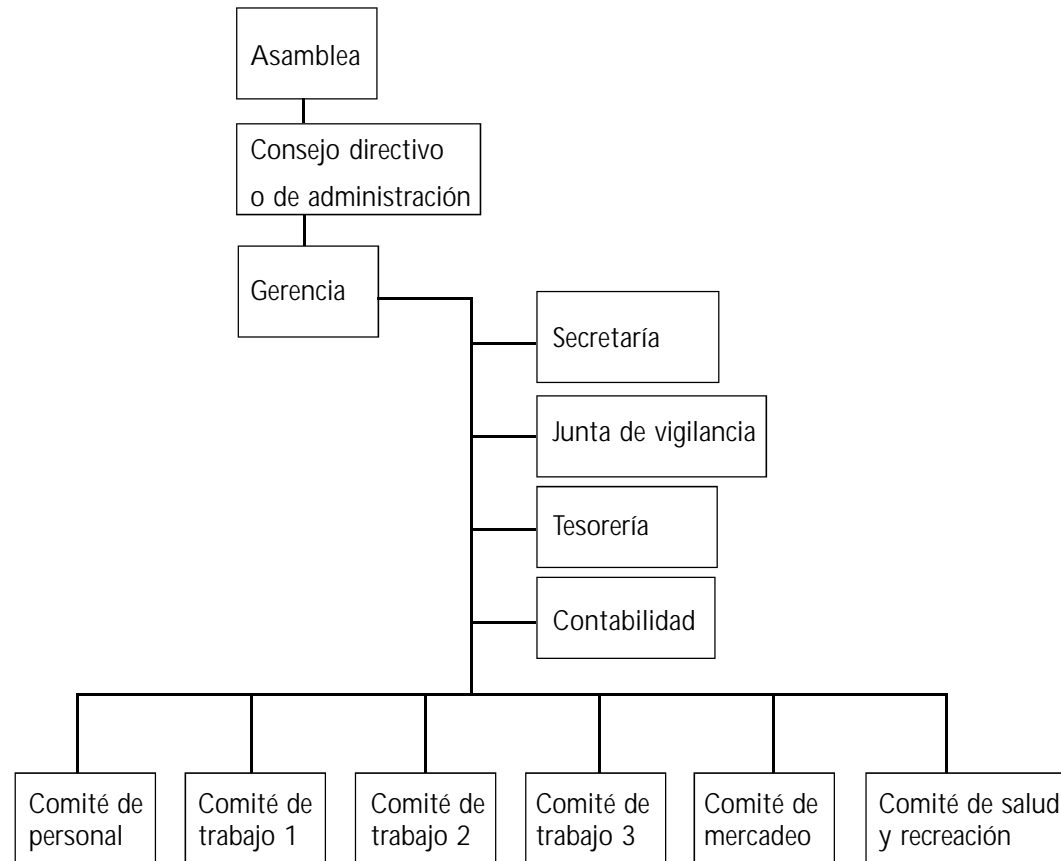 Asamblea
Consejo directivo
o de administración
Gerencia
Secretaría
Junta de vigilancia
Tesorería
Contabilidad
Comité de
personal
Comité de
trabajo 1
Comité de
trabajo 2
Comité de
trabajo 3
Comité de
mercadeo
Comité de salud
y recreación